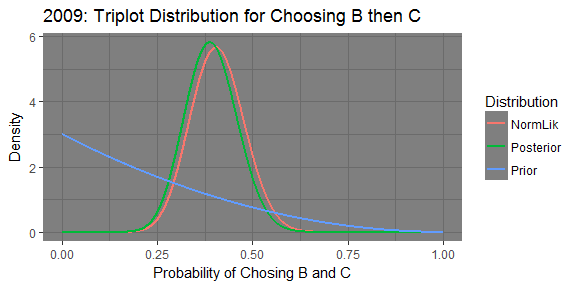 2009: Triplot Distribution for Choosing B then C
Density
6
4
2
0
0.00 0.25 0.50 0.75 1.00
Probability of Chosing B and C
Distribution
NormLik
Posterior
Prior